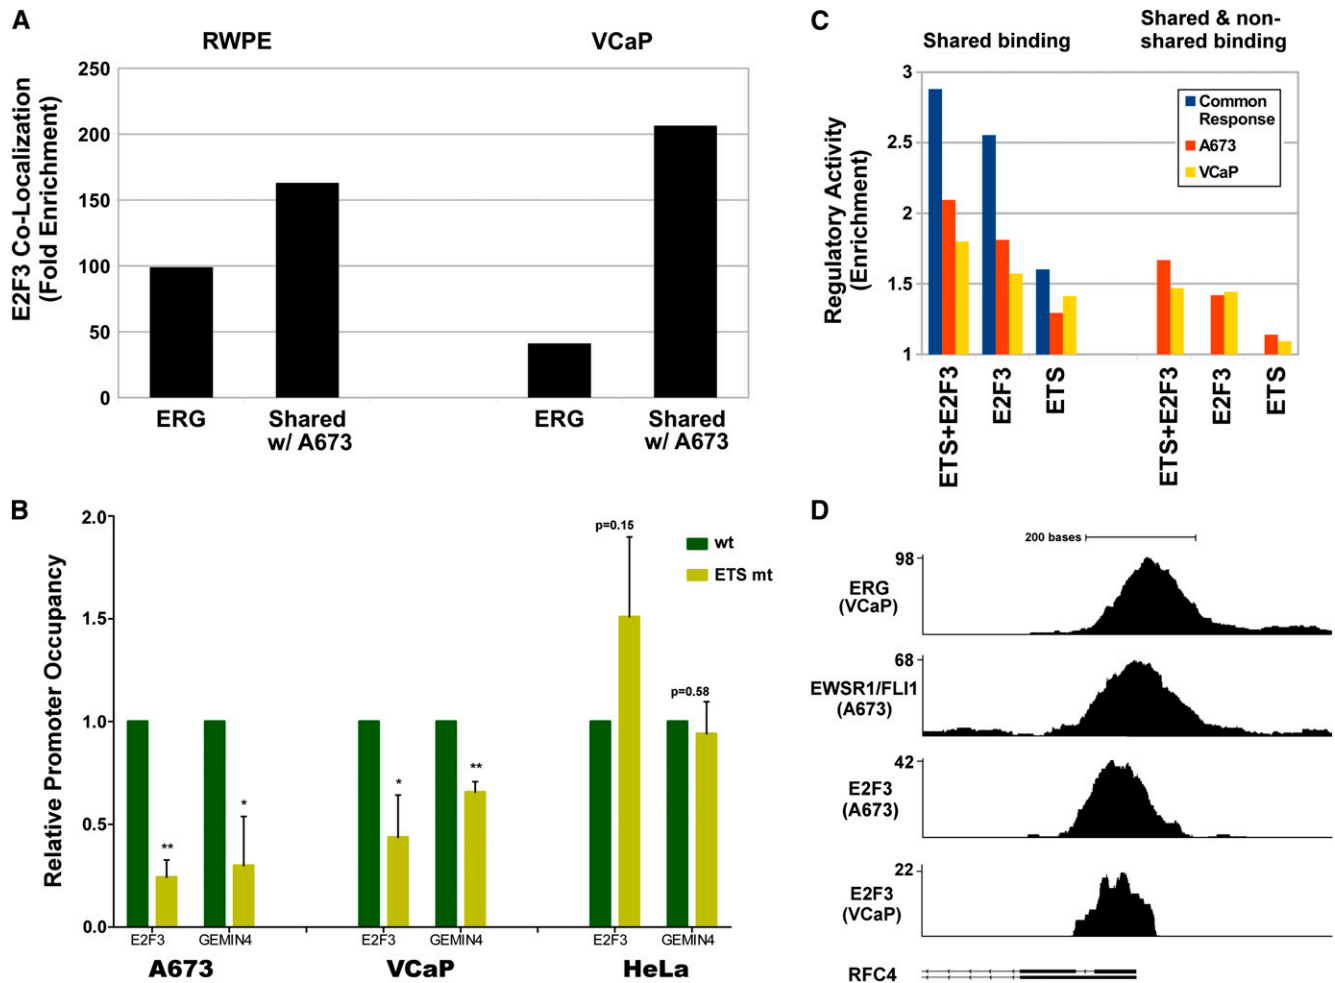 A
RWPE
VCaP
E2F3 Co-Localization
(Fold Enrichment)
250
200
150
100
50
0
ERG
Shared
w/ A673
ERG
Shared
w/ A673
B
Relative Promoter Occupancy
2.0
1.5
1.0
0.5
0.0
wt
ETS mt
**
*
*
**
p=0.15
p=0.58
E2F3
GEMIN4
E2F3
GEMIN4
E2F3
GEMIN4
A673
VCaP
HeLa
C
Shared binding
Shared & non-
shared binding
Regulatory Activity
(Enrichment)
3
2.5
2
1.5
1
Common
Response
A673
VCaP
ETS+E2F3
E2F3
ETS
ETS+E2F3
E2F3
ETS
D
200 bases
98
ERG
(VCaP)
68
EWSR1/FLI1
(A673)
42
E2F3
(A673)
22
E2F3
(VCaP)
RFC4